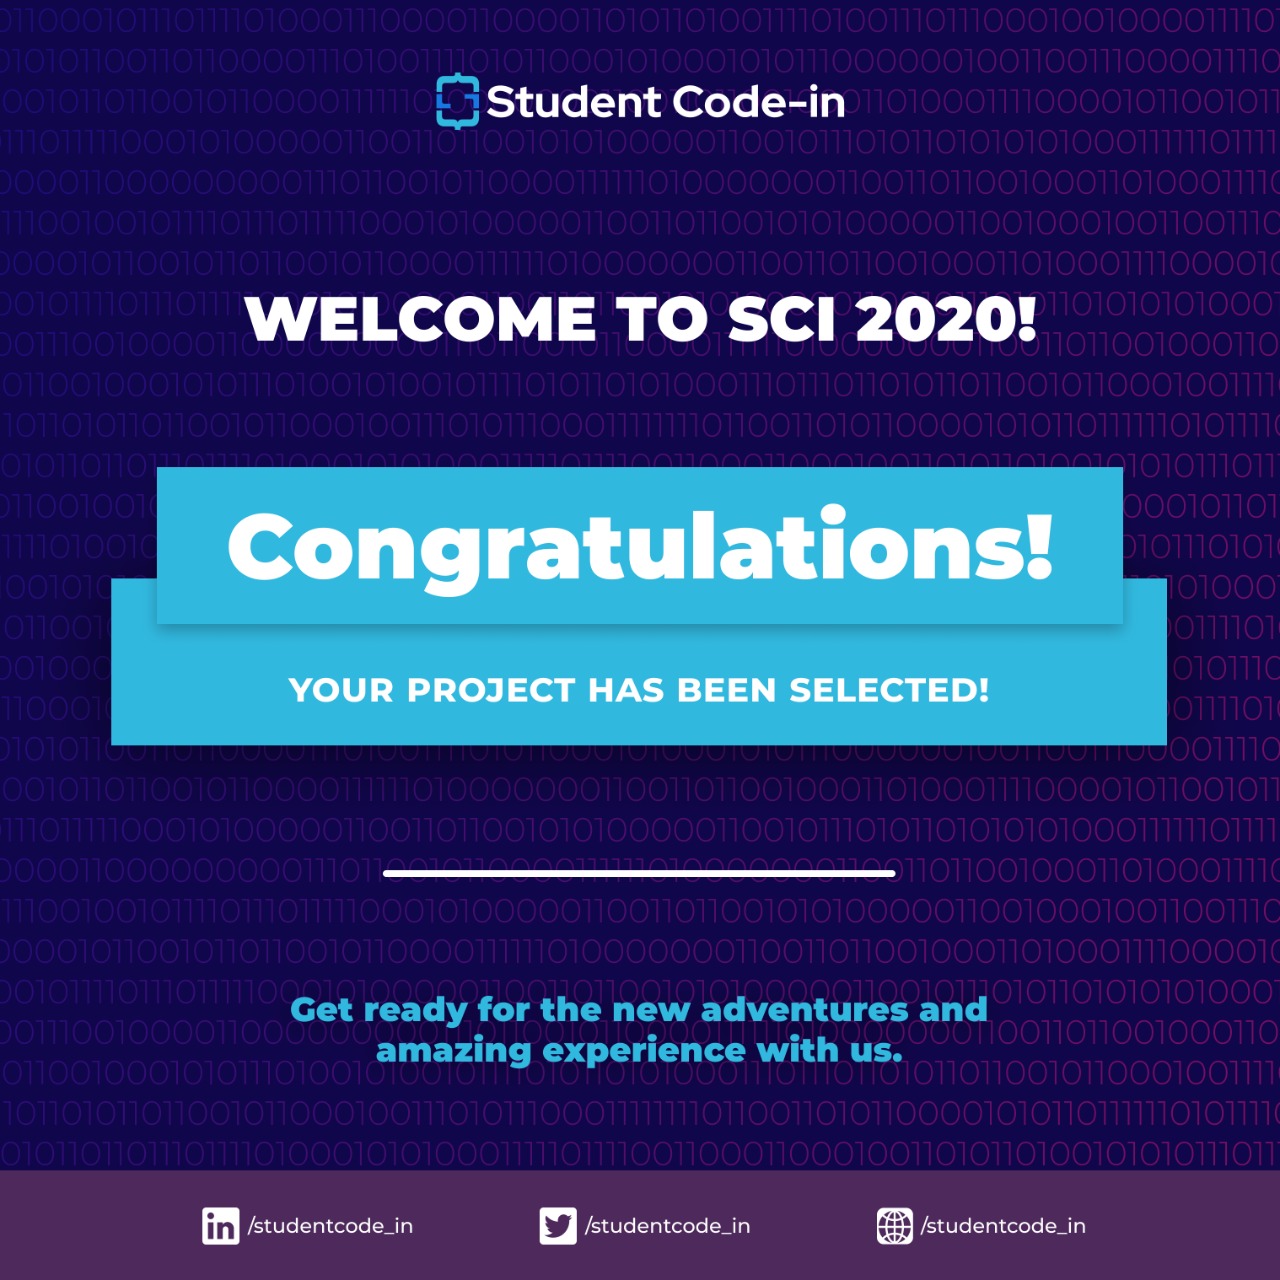 Student Code-in
WELCOME TO SCI 2020!
Congratulations!
YOUR PROJECT HAS BEEN SELECTED!
Get ready for the new adventures and
amazing experience with us.
/studentcode_in
/studentcode_in
/studentcode_in